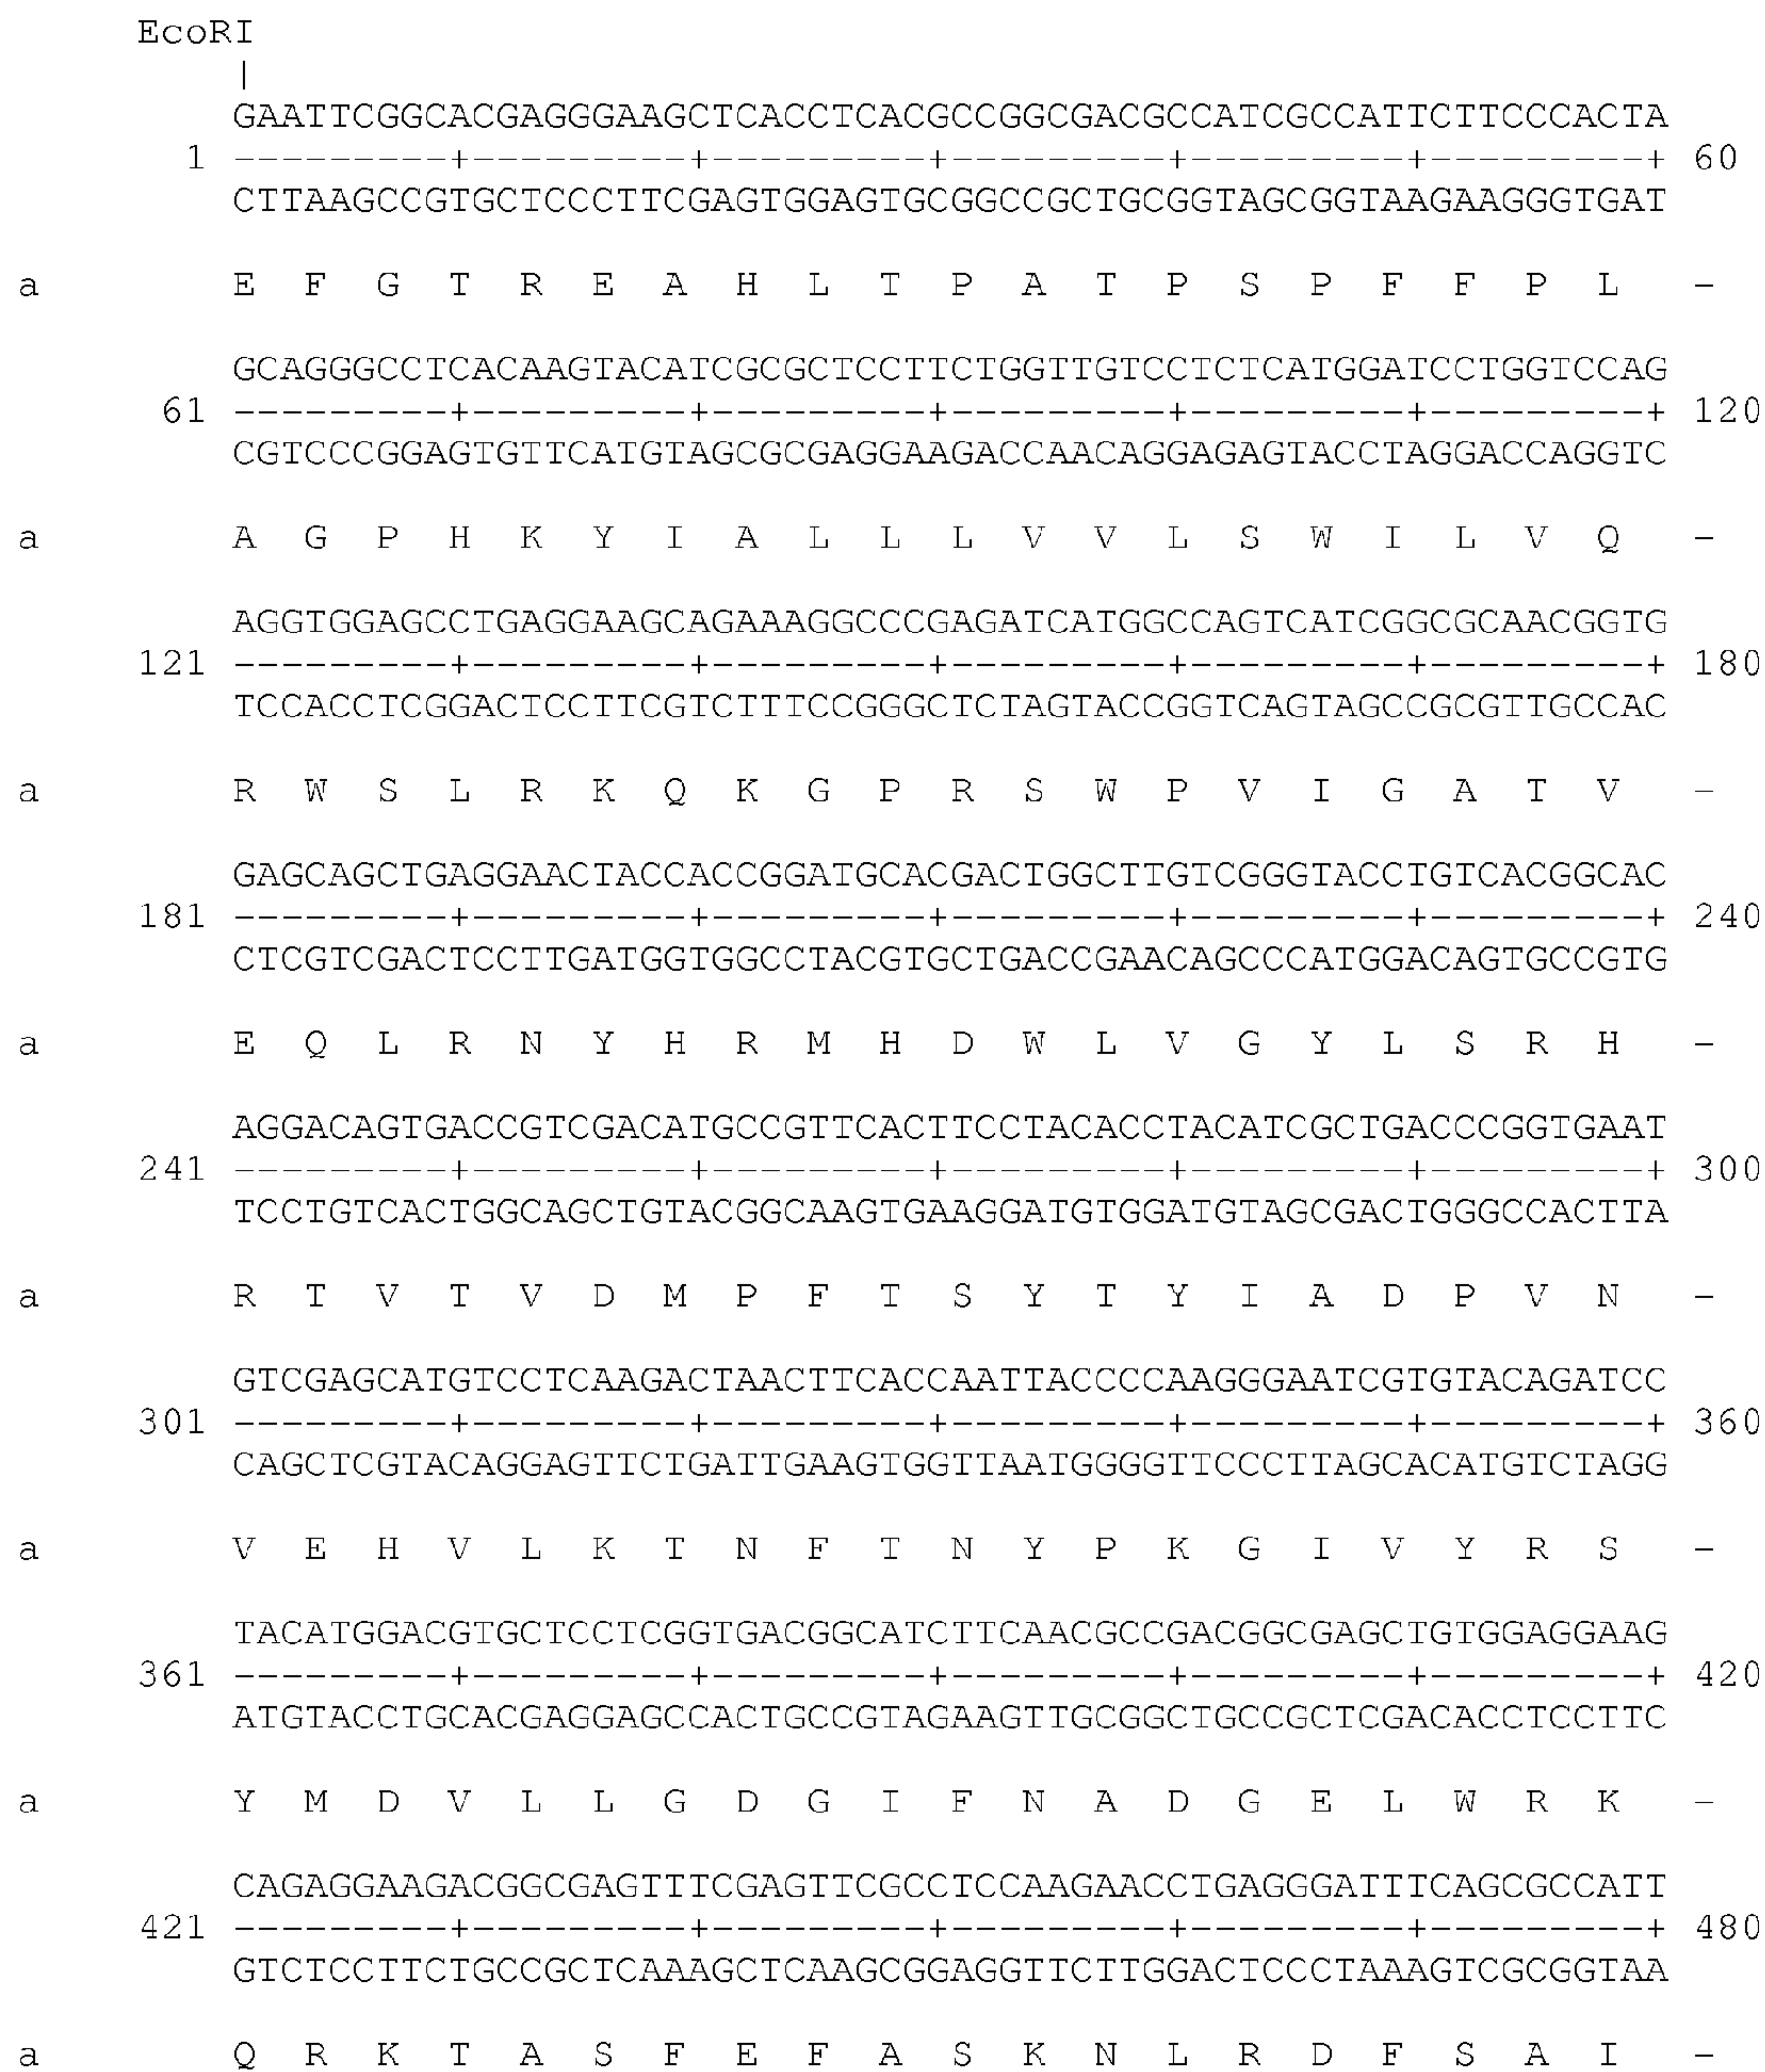 EcoRI
|
GAATTCGGCACGAGGGAAGCTCACCTCACGCCGGCGACGCCATCGCCATTCTTCCCACTA
1 ---------+---------+---------+---------+---------+---------+ 60
CTTAAGCCGTGCTCCCTTCGAGTGGAGTGCGGCCGCTGCGGTAGCGGTAAGAAGGGTGAT
a E F G T R E A H L T P A T P S P F F P L -
GCAGGGCCTCACAAGTACATCGCGCTCCTTCTGGTTGTCCTCTCATGGATCCTGGTCCAG
61 ---------+---------+---------+---------+---------+---------+ 120
CGTCCCGGAGTGTTCATGTAGCGCGAGGAAGACCAACAGGAGAGTACCTAGGACCAGGTC
a A G P H K Y I A L L L V V L S W I L V Q -
AGGTGGAGCCTGAGGAAGCAGAAAGGCCCGAGATCATGGCCAGTCATCGGCGCAACGGTG
121 ---------+---------+---------+---------+---------+---------+ 180
TCCACCTCGGACTCCTTCGTCTTTCCGGGCTCTAGTACCGGTCAGTAGCCGCGTTGCCAC
a R W S L R K Q K G P R S W P V I G A T V -
GAGCAGCTGAGGAACTACCACCGGATGCACGACTGGCTTGTCGGGTACCTGTCACGGCAC
181 ---------+---------+---------+---------+---------+---------+ 240
CTCGTCGACTCCTTGATGGTGGCCTACGTGCTGACCGAACAGCCCATGGACAGTGCCGTG
a E Q L R N Y H R M H D W L V G Y L S R H -
AGGACAGTGACCGTCGACATGCCGTTCACTTCCTACACCTACATCGCTGACCCGGTGAAT
241 ---------+---------+---------+---------+---------+---------+ 300
TCCTGTCACTGGCAGCTGTACGGCAAGTGAAGGATGTGGATGTAGCGACTGGGCCACTTA
a R T V T V D M P F T S Y T Y I A D P V N -
GTCGAGCATGTCCTCAAGACTAACTTCACCAATTACCCCAAGGGAATCGTGTACAGATCC
301 ---------+---------+---------+---------+---------+---------+ 360
CAGCTCGTACAGGAGTTCTGATTGAAGTGGTTAATGGGGTTCCCTTAGCACATGTCTAGG
a V E H V L K T N F T N Y P K G I V Y R S -
TACATGGACGTGCTCCTCGGTGACGGCATCTTCAACGCCGACGGCGAGCTGTGGAGGAAG
361 ---------+---------+---------+---------+---------+---------+ 420
ATGTACCTGCACGAGGAGCCACTGCCGTAGAAGTTGCGGCTGCCGCTCGACACCTCCTTC
a Y M D V L L G D G I F N A D G E L W R K -
CAGAGGAAGACGGCGAGTTTCGAGTTCGCCTCCAAGAACCTGAGGGATTTCAGCGCCATT
421 ---------+---------+---------+---------+---------+---------+ 480
GTCTCCTTCTGCCGCTCAAAGCTCAAGCGGAGGTTCTTGGACTCCCTAAAGTCGCGGTAA
a Q R K T A S F E F A S K N L R D F S A I -